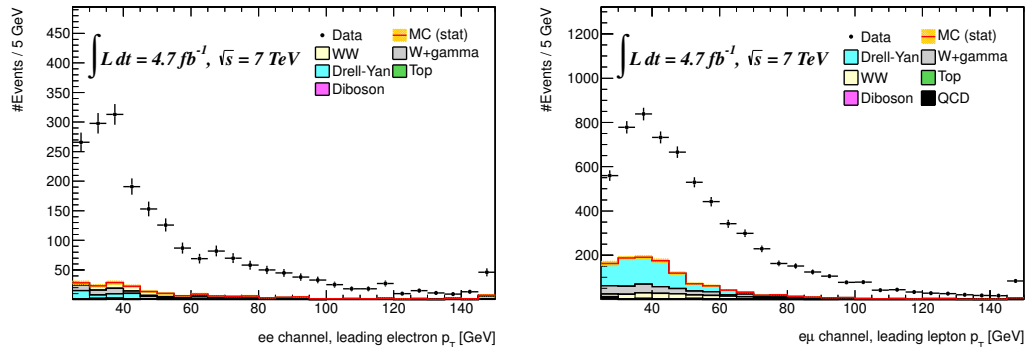 #Events / 5 GeV
450
400
350
300
250
200
150
100
50
∫L dt = 4.7 fb⁻¹, √s = 7 TeV
Data
MC (stat)
WW
W+gamma
Drell-Yan
Top
Diboson
40
60
80
100
120
140
ee channel, leading electron p_T [GeV]
#Events / 5 GeV
1200
1000
800
600
400
200
∫L dt = 4.7 fb⁻¹, √s = 7 TeV
Data
MC (stat)
Drell-Yan
W+gamma
WW
Top
Diboson
QCD
40
60
80
100
120
140
eμ channel, leading lepton p_T [GeV]